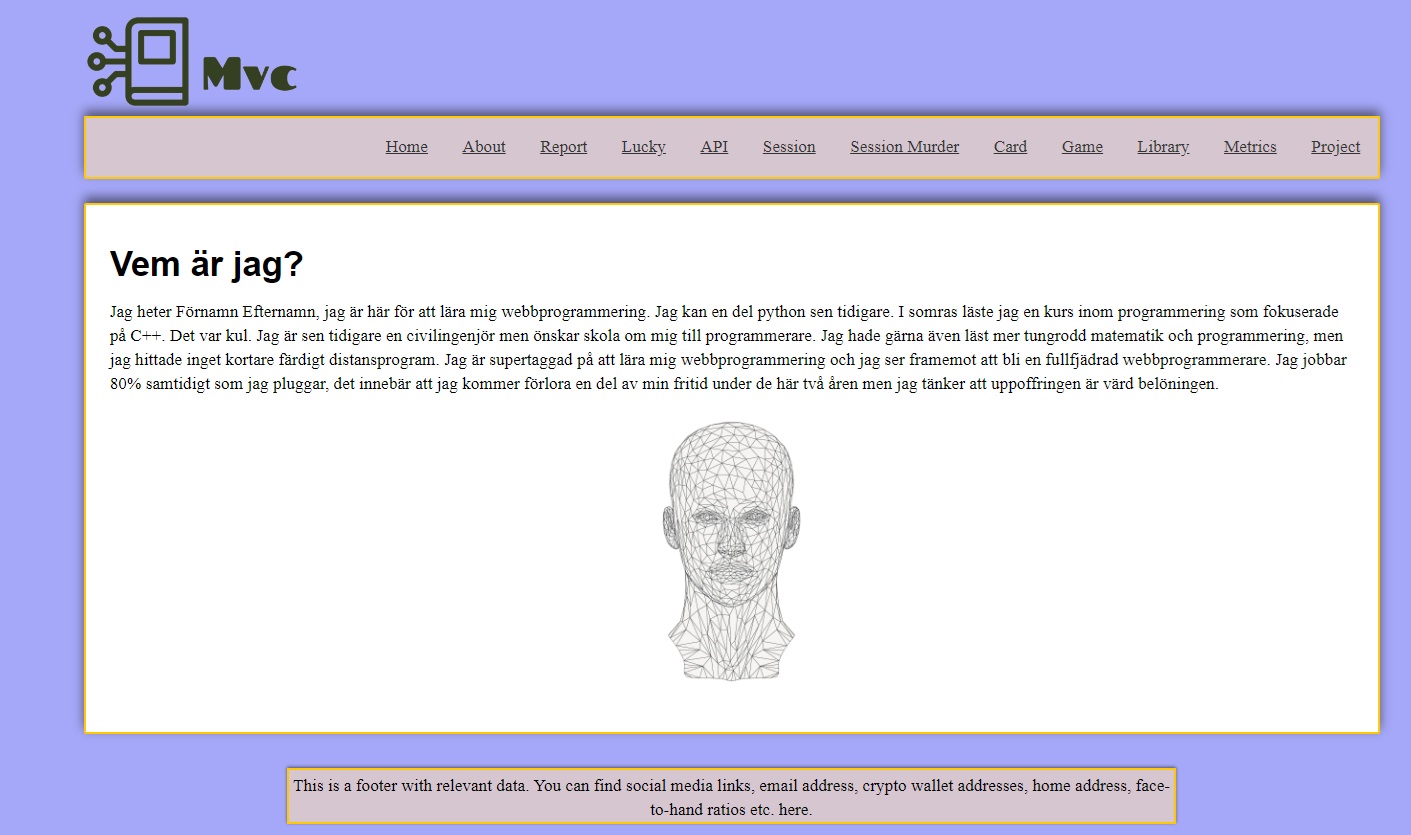 Mvc
Home About Report Lucky API Session Session Murder Card Game Library Metrics Project
Vem är jag?
Jag heter Förnamn Efternamn, jag är här för att lära mig webbprogrammering. Jag kan en del python sen tidigare. I somras läste jag en kurs inom programmering som fokuserade
på C++. Det var kul. Jag är sen tidigare en civilingenjör men önskar skola om mig till programmerare. Jag hade gärna även läst mer tungrodd matematik och programmering, men
jag hittade inget kortare färdigt distansprogram. Jag är supertaggad på att lära mig webbprogrammering och jag ser framemot att bli en fullfjädrad webbprogrammerare. Jag jobbar
80% samtidigt som jag pluggar, det innebär att jag kommer förlora en del av min fritid under de här två åren men jag tänker att uppoffringen är värd belöningen.
This is a footer with relevant data. You can find social media links, email address, crypto wallet addresses, home address, face-
to-hand ratios etc. here.